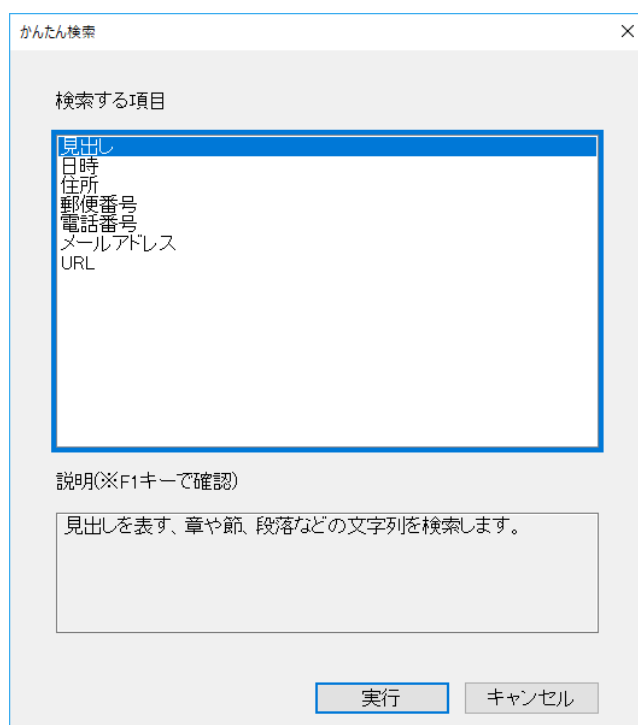 かんたん検索
検索する項目
見出し
日時
住所
郵便番号
電話番号
メールアドレス
URL
説明(※F1キーで確認)
見出しを表す、章や節、段落などの文字列を検索します。
実行
キャンセル